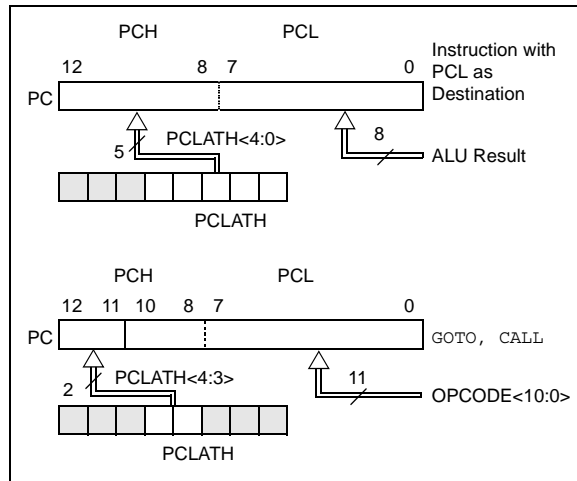 PCH PCL
12 8 7 0
Instruction with
PCL as
Destination
PC
5
PCLATH<4:0>
8
ALU Result
PCLATH
PCH PCL
12 11 10 8 7 0
PC
GOTO, CALL
2
PCLATH<4:3>
11
OPCODE<10:0>
PCLATH